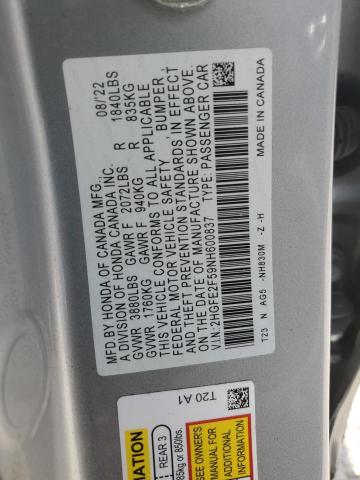 MFD.BY HONDA OF CANADA MFG., 08/'22
A DIVISION OF HONDA CANADA INC.
GVWR 3880LBS GAWR F 2072LBS R 1840LBS
GVWR 1760KG GAWR F 940KG R 835KG
THIS VEHICLE CONFORMS TO ALL APPLICABLE
FEDERAL MOTOR VEHICLE SAFETY, BUMPER
AND THEFT PREVENTION STANDARDS IN EFFECT
ON THE DATE OF MANUFACTURE SHOWN ABOVE.
V.I.N:2HGFE2F59NH600837 TYPE:PASSENGER CAR
T23 N AG5 -NH830M -Z -H MADE IN CANADA
T20 A1
REAR 3
385kg or 850lbs.
SEE OWNER'S
MANUAL FOR
ADDITIONAL
INFORMATION